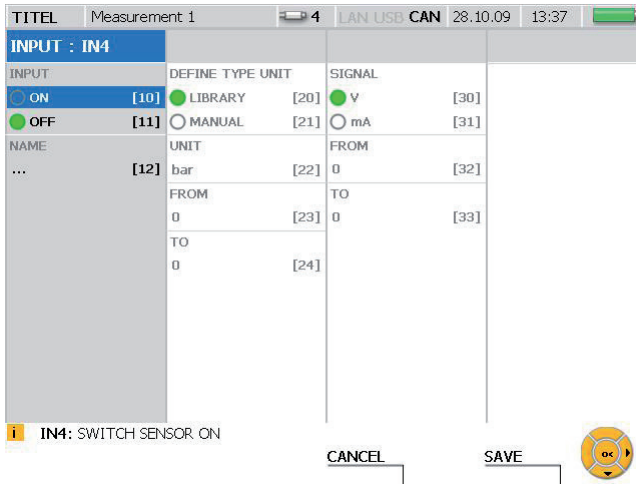 TITEL Measurement 1 4 LAN USB CAN 28.10.09 13:37
INPUT : IN4
INPUT DEFINE TYPE UNIT SIGNAL
ON [10] LIBRARY [20] V [30]
OFF [11] MANUAL [21] mA [31]
NAME UNIT FROM
... [12] bar [22] 0 [32]
FROM TO
0 [23] 0 [33]
TO
0 [24]
i IN4: SWITCH SENSOR ON
CANCEL SAVE
OK